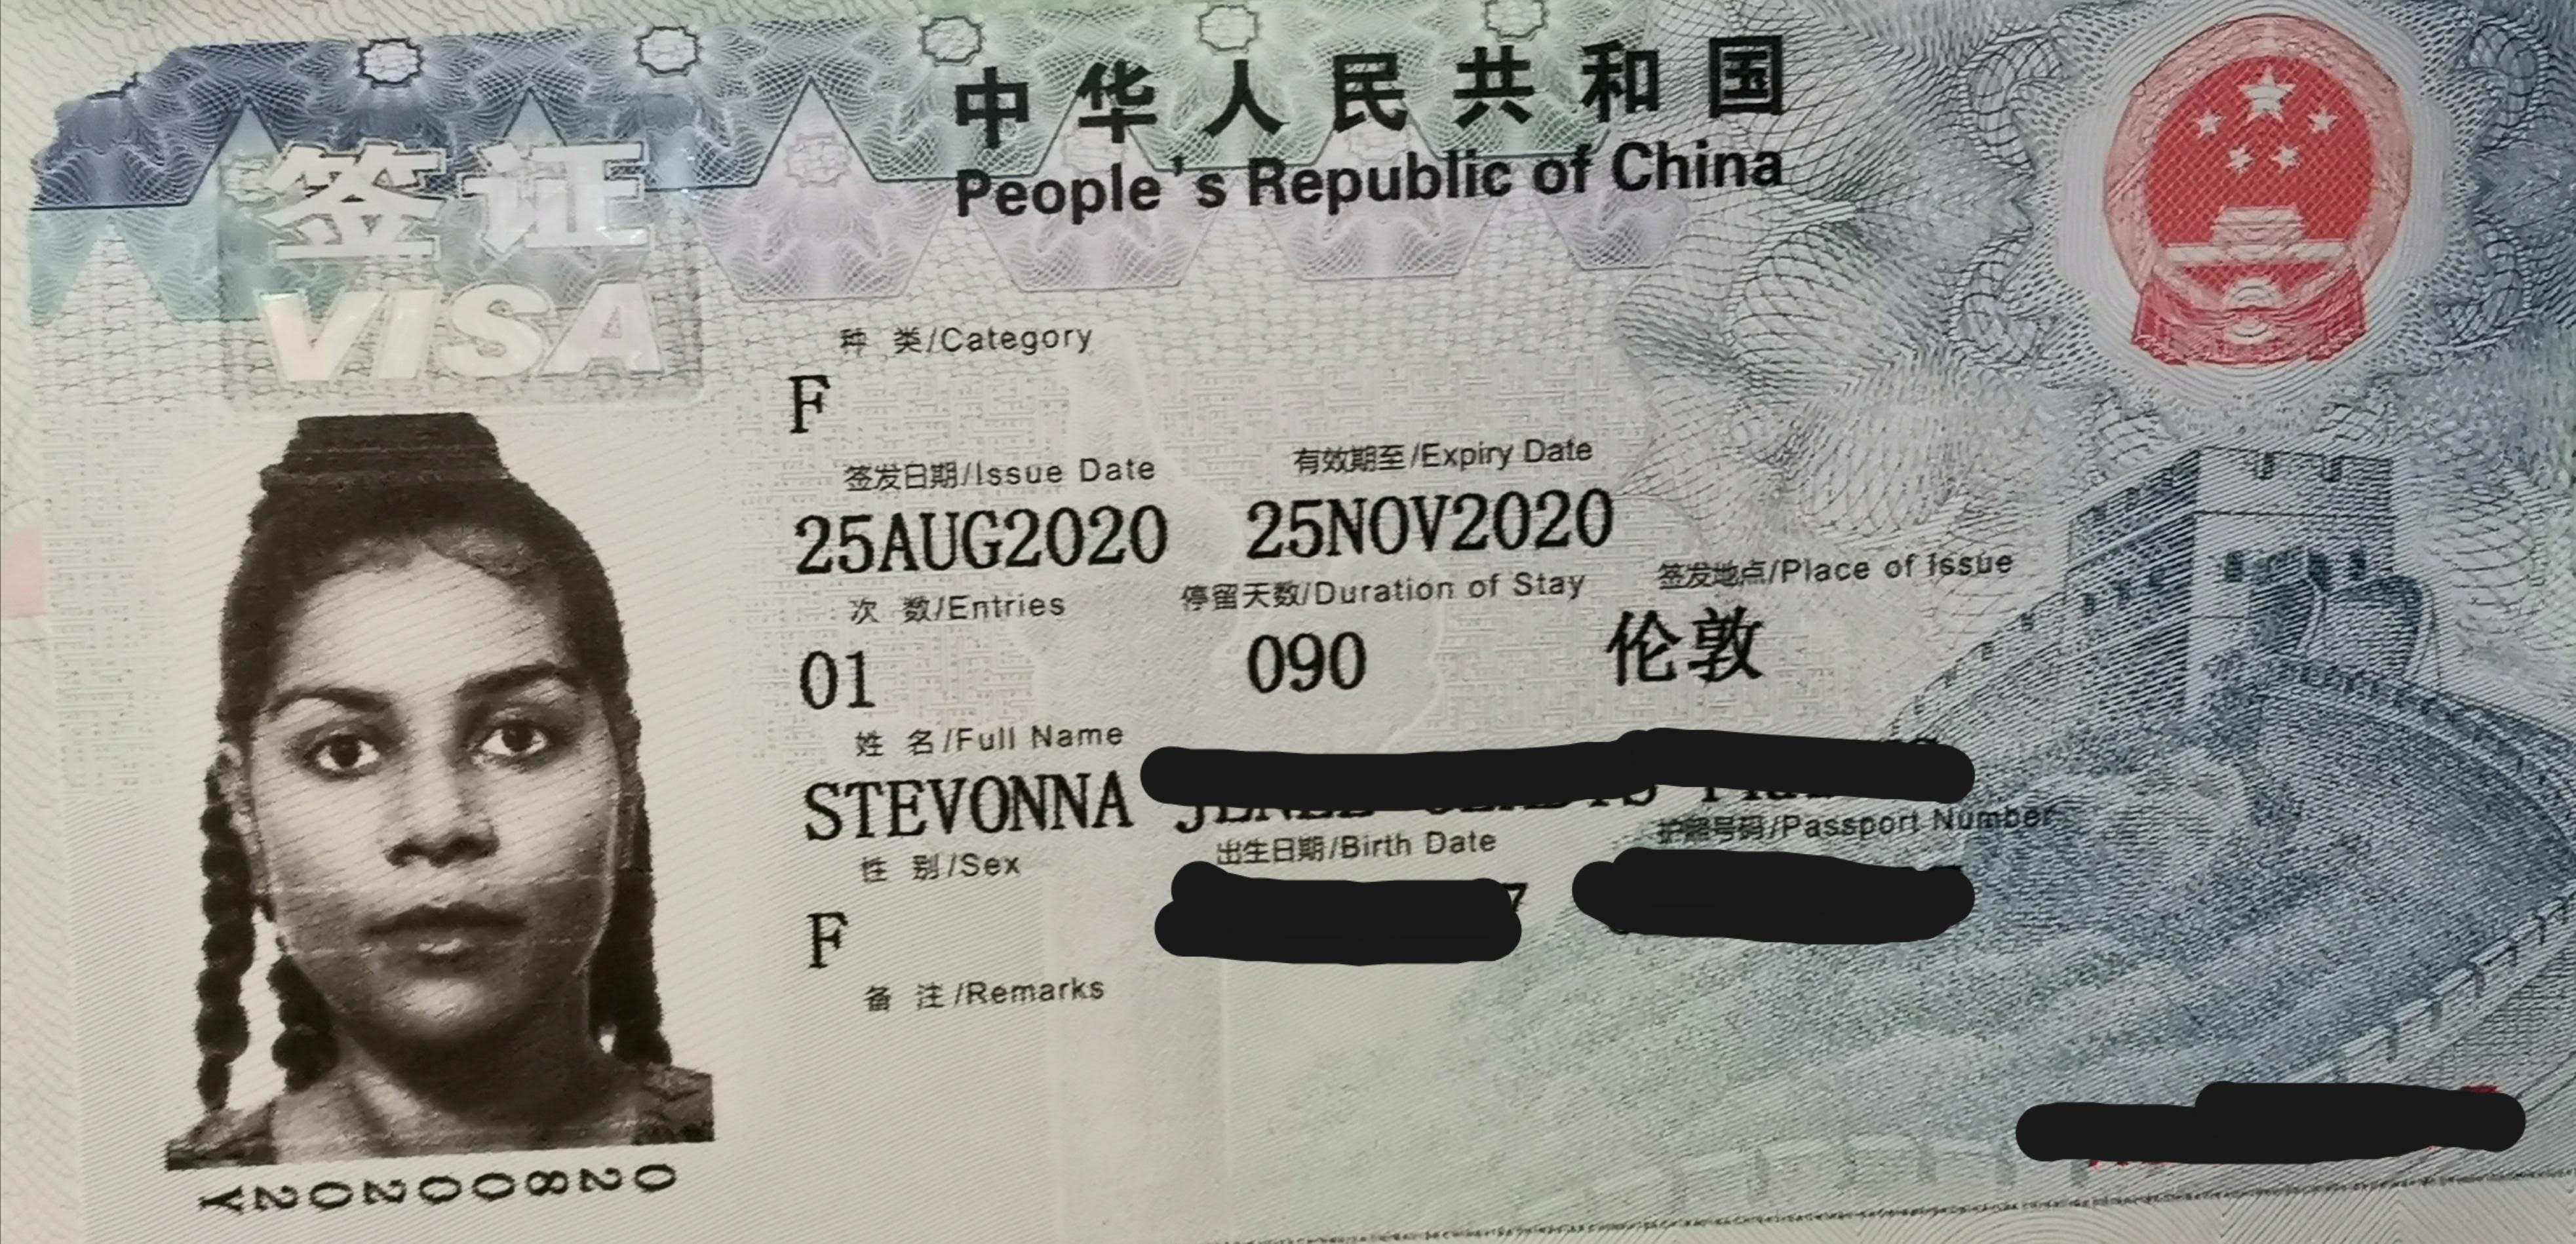 中华人民共和国
People's Republic of China
签证
VISA
种 类/Category
F
签发日期/Issue Date 有效期至/Expiry Date
25AUG2020 25NOV2020
次 数/Entries 停留天数/Duration of Stay 签发地点/Place of Issue
01 090 伦敦
姓 名/Full Name
STEVONNA
性 别/Sex 出生日期/Birth Date 护照号码/Passport Number
F
备 注/Remarks
Y20200820